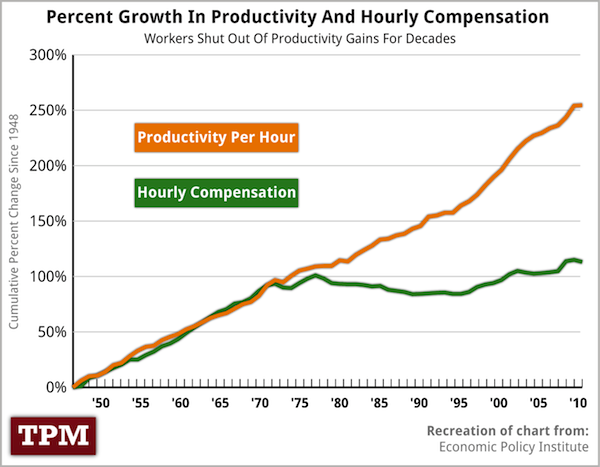 Percent Growth In Productivity And Hourly Compensation
Workers Shut Out Of Productivity Gains For Decades
Cumulative Percent Change Since 1948
300%
250%
200%
150%
100%
50%
0%
Productivity Per Hour
Hourly Compensation
'50 '55 '60 '65 '70 '75 '80 '85 '90 '95 '00 '05 '10
TPM
Recreation of chart from:
Economic Policy Institute